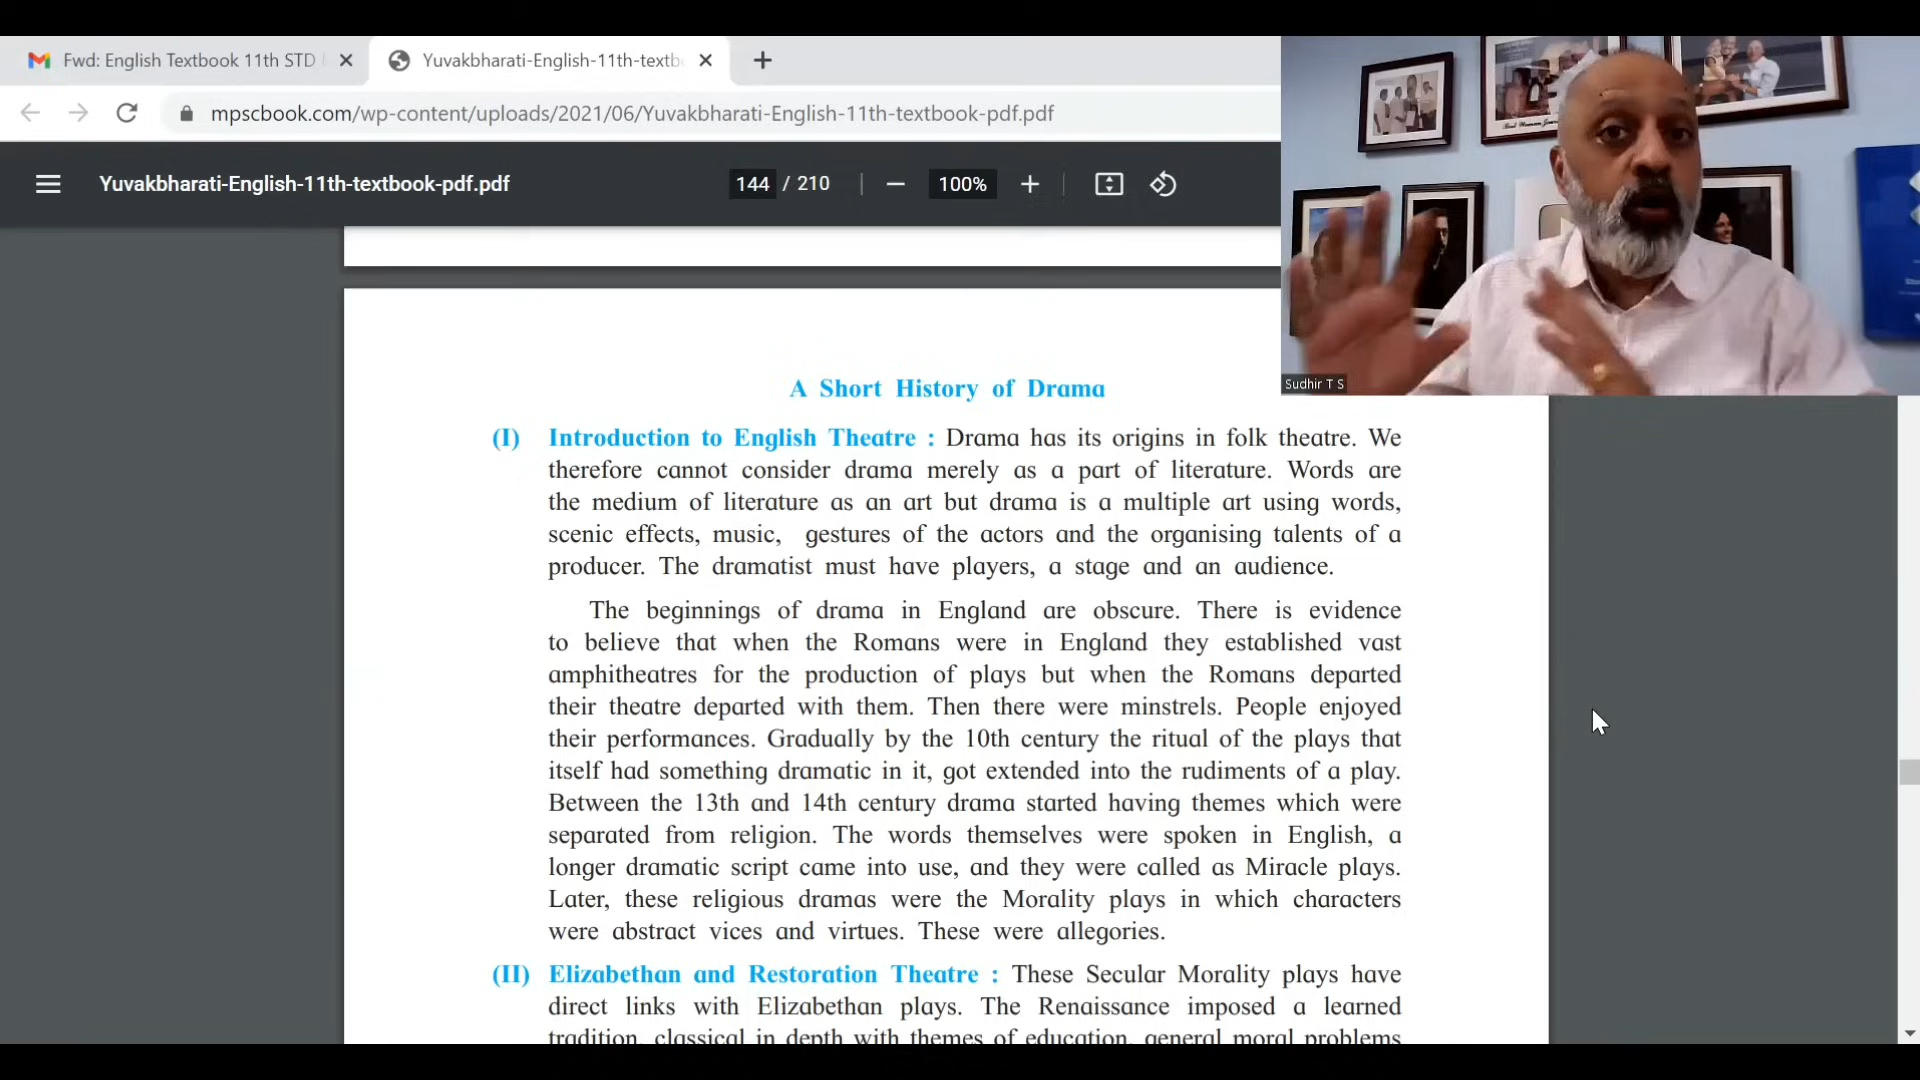 Fwd: English Textbook 11th STD
Yuvakbharati-English-11th-textb
mpscbook.com/wp-content/uploads/2021/06/Yuvakbharati-English-11th-textbook-pdf.pdf
Yuvakbharati-English-11th-textbook-pdf.pdf
144 / 210
100%
Sudhir T S
A Short History of Drama
(I) Introduction to English Theatre : Drama has its origins in folk theatre. We
therefore cannot consider drama merely as a part of literature. Words are
the medium of literature as an art but drama is a multiple art using words,
scenic effects, music, gestures of the actors and the organising talents of a
producer. The dramatist must have players, a stage and an audience.
The beginnings of drama in England are obscure. There is evidence
to believe that when the Romans were in England they established vast
amphitheatres for the production of plays but when the Romans departed
their theatre departed with them. Then there were minstrels. People enjoyed
their performances. Gradually by the 10th century the ritual of the plays that
itself had something dramatic in it, got extended into the rudiments of a play.
Between the 13th and 14th century drama started having themes which were
separated from religion. The words themselves were spoken in English, a
longer dramatic script came into use, and they were called as Miracle plays.
Later, these religious dramas were the Morality plays in which characters
were abstract vices and virtues. These were allegories.
(II) Elizabethan and Restoration Theatre : These Secular Morality plays have
direct links with Elizabethan plays. The Renaissance imposed a learned
tradition, classical in depth with themes of education, general moral problems